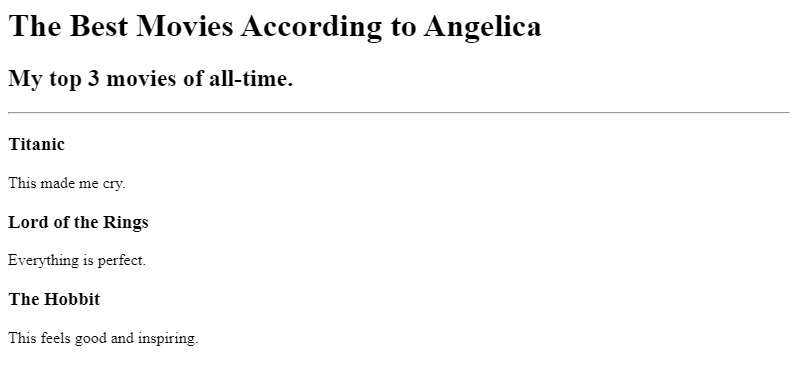 The Best Movies According to Angelica
My top 3 movies of all-time.
Titanic
This made me cry.
Lord of the Rings
Everything is perfect.
The Hobbit
This feels good and inspiring.